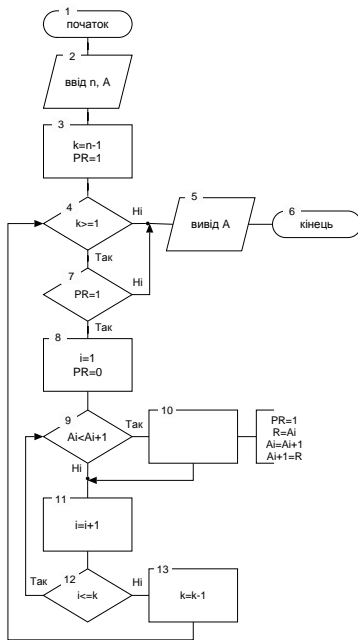 1
початок
2
ввід n, A
3
k=n-1
PR=1
4
k>=1
Ні
Так
5
вивід A
6
кінець
7
PR=1
Ні
Так
8
i=1
PR=0
9
Ai<Ai+1
Так
Ні
10
PR=1
R=Ai
Ai=Ai+1
Ai+1=R
11
i=i+1
12
i<=k
Так
Ні
13
k=k-1